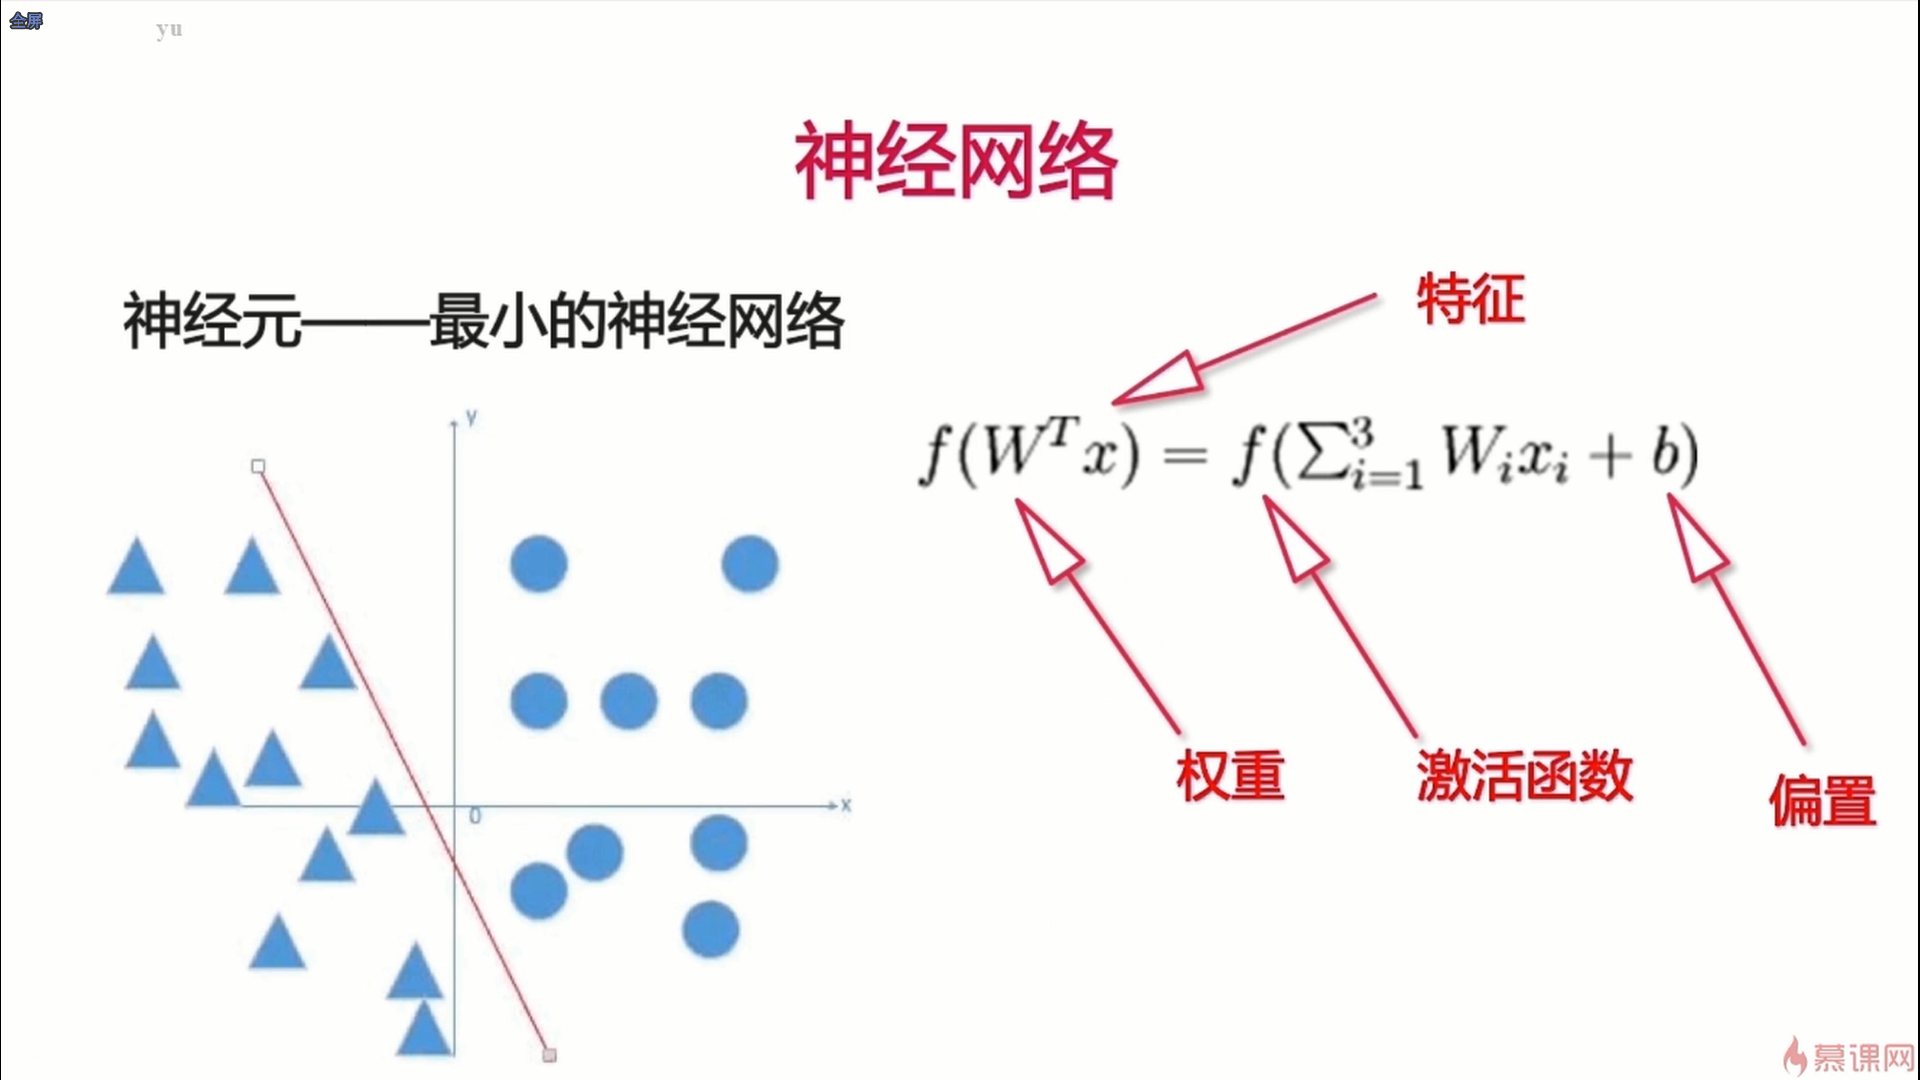 全屏
yu
神经网络
神经元——最小的神经网络
特征
f(W^T x) = f(∑_{i=1}^{3} W_i x_i + b)
权重
激活函数
偏置
y
0
x
慕课网